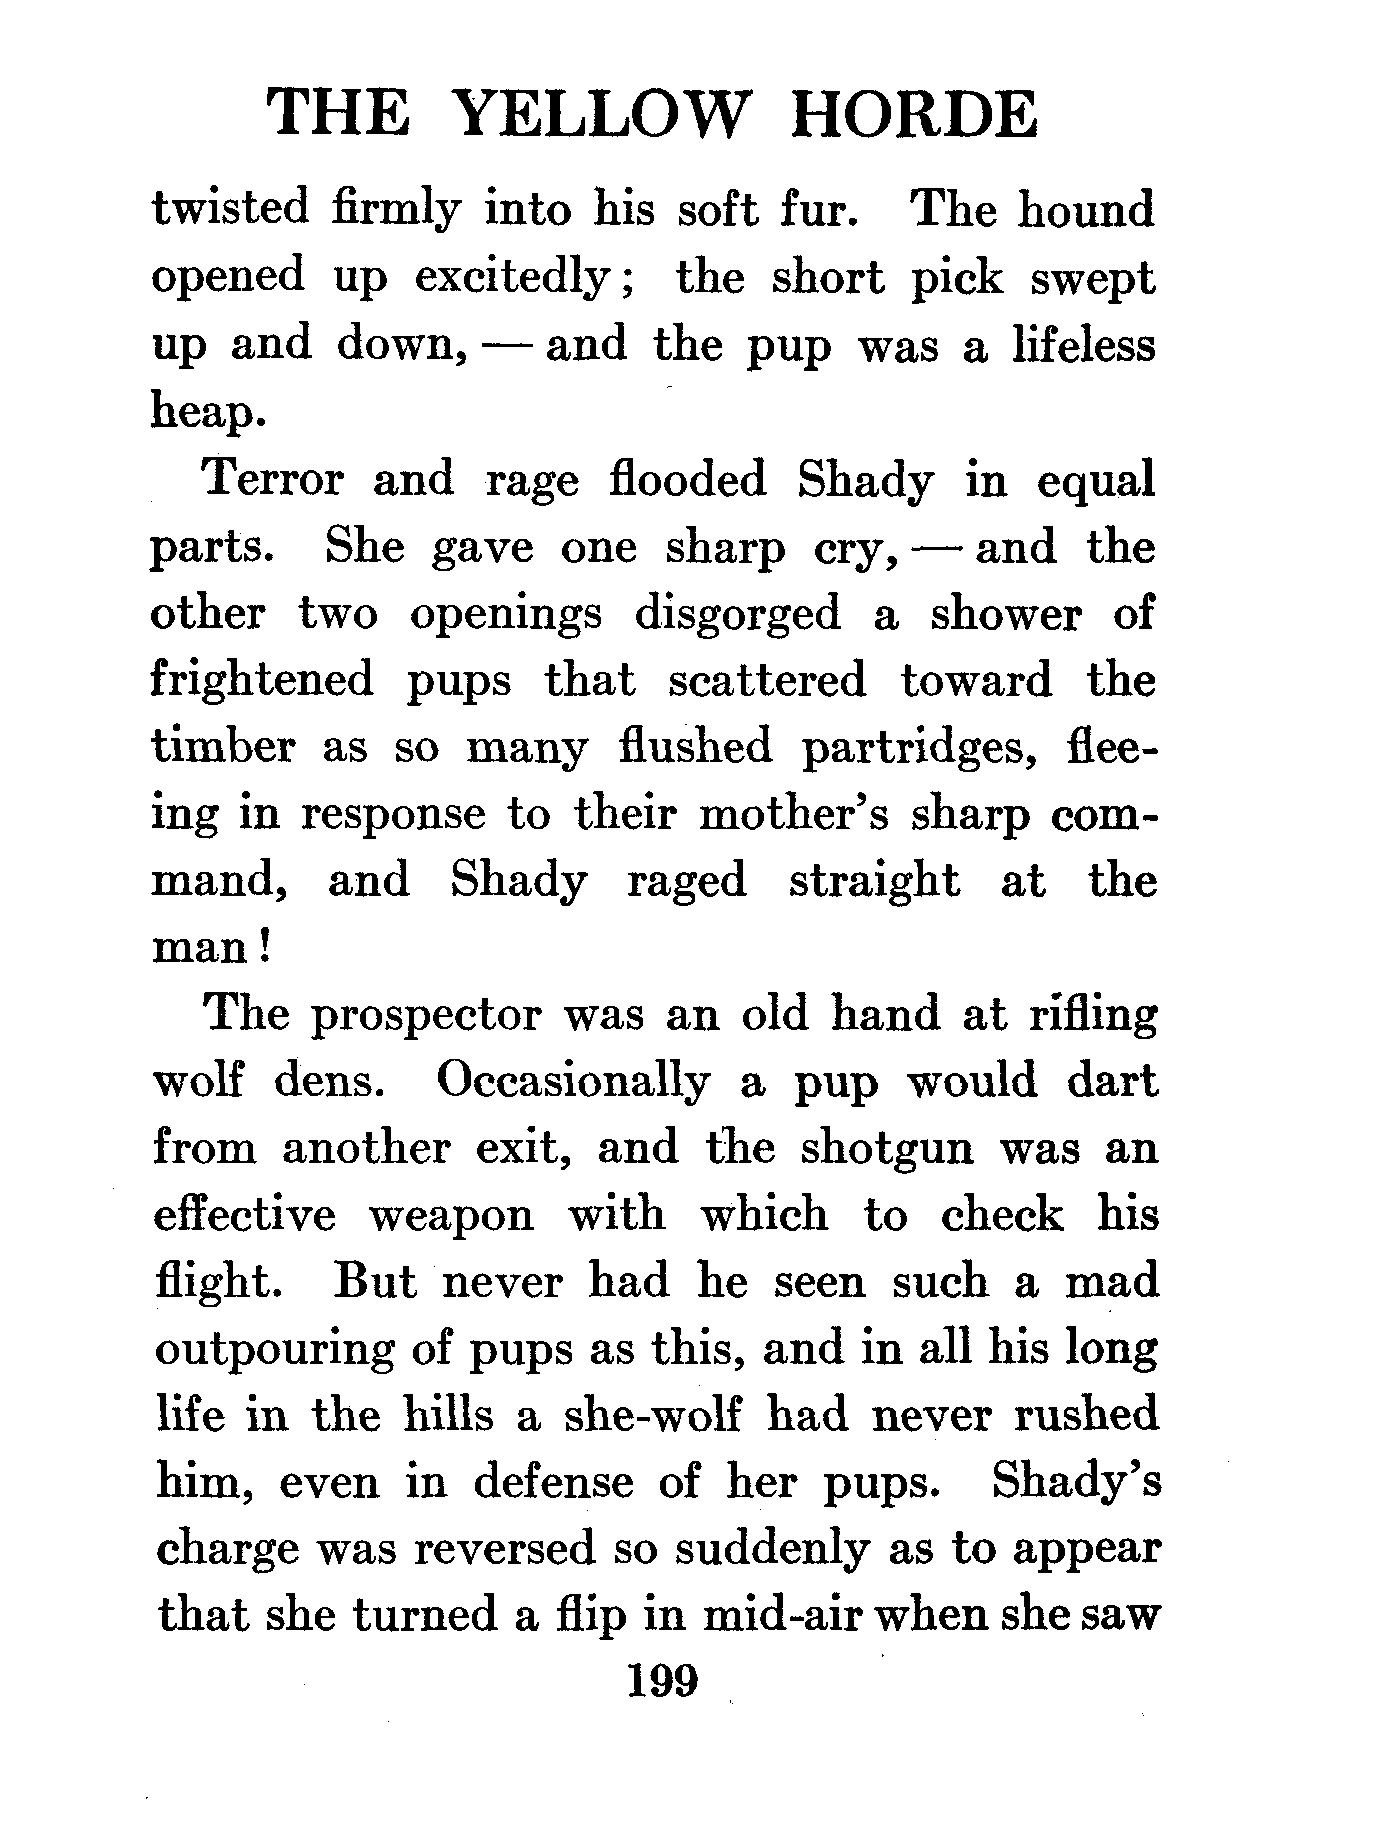 THE YELLOW HORDE
twisted firmly into his soft fur. The hound
opened up excitedly; the short pick swept
up and down, — and the pup was a lifeless
heap.
Terror and rage flooded Shady in equal
parts. She gave one sharp cry, — and the
other two openings disgorged a shower of
frightened pups that scattered toward the
timber as so many flushed partridges, flee-
ing in response to their mother's sharp com-
mand, and Shady raged straight at the
man!
The prospector was an old hand at rifling
wolf dens. Occasionally a pup would dart
from another exit, and the shotgun was an
effective weapon with which to check his
flight. But never had he seen such a mad
outpouring of pups as this, and in all his long
life in the hills a she-wolf had never rushed
him, even in defense of her pups. Shady's
charge was reversed so suddenly as to appear
that she turned a flip in mid-air when she saw
199